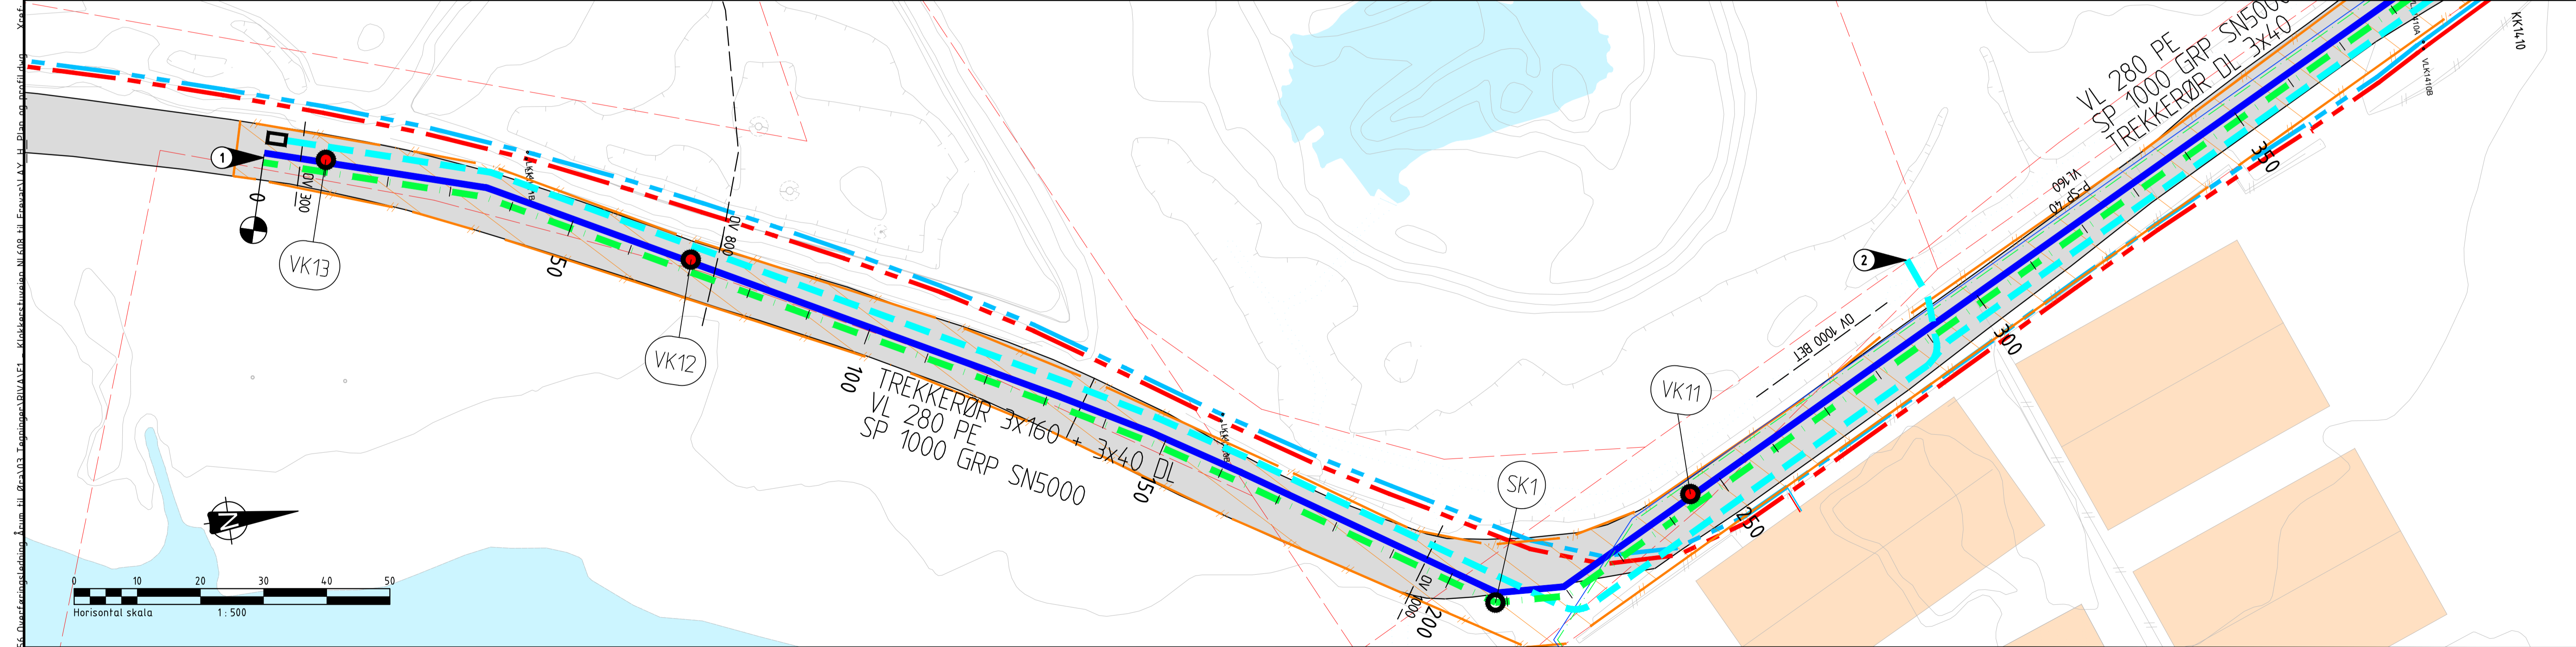 VK13
VK12
VK11
SK1
1
2
0
50
100
150
200
250
300
350
OV 300
OV 800
OV 1000
OV 1000 BET
TREKKERØR 3x160 + 3x40 DL
VL 280 PE
SP 1000 GRP SN5000
VL 280 PE
SP 1000 GRP SN5000
TREKKERØR DL 3x40
VL160
P-SP 40
KK1410
VLK1410B
N
0 10 20 30 40 50
Horisontal skala 1:500